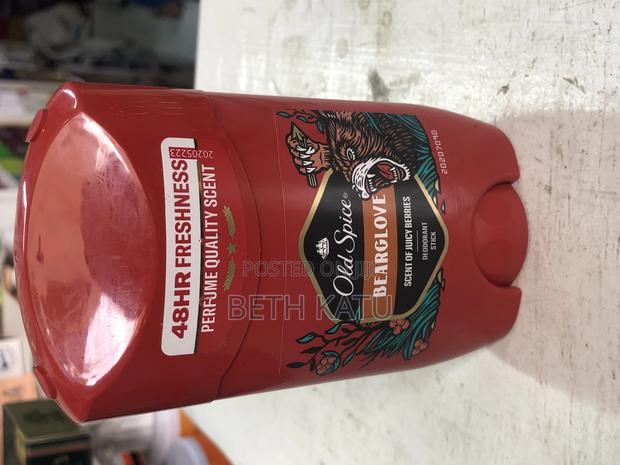 20205223
48HR FRESHNESS
PERFUME QUALITY SCENT
Old Spice®
BEARGLOVE
SCENT OF JUICY BERRIES
DEODORANT
STICK
20207090
POSTED ON JIJI
BETH KATU